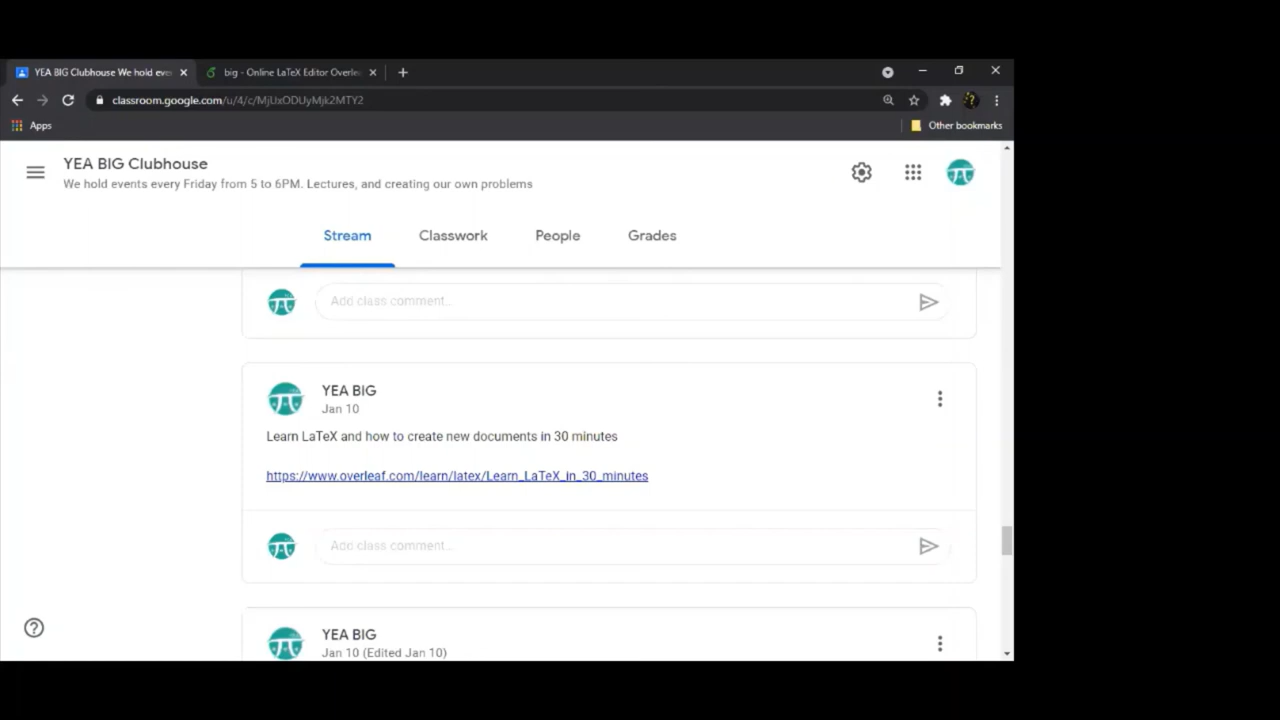 YEA BIG Clubhouse We hold eve
big - Online LaTeX Editor Overle
classroom.google.com/u/4/c/MjUxODUyMjk2MTY2
Apps
Other bookmarks
YEA BIG Clubhouse
We hold events every Friday from 5 to 6PM. Lectures, and creating our own problems
Stream
Classwork
People
Grades
Add class comment...
YEA BIG
Jan 10
Learn LaTeX and how to create new documents in 30 minutes
https://www.overleaf.com/learn/latex/Learn_LaTeX_in_30_minutes
Add class comment...
YEA BIG
Jan 10 (Edited Jan 10)